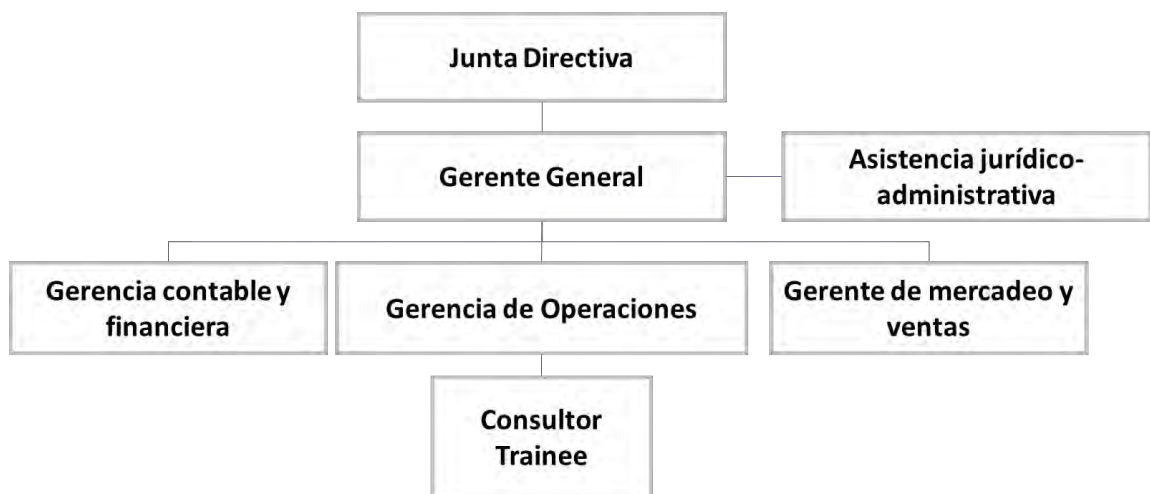 Junta Directiva
Gerente General
Asistencia jurídico-
administrativa
Gerencia contable y
financiera
Gerencia de Operaciones
Gerente de mercadeo y
ventas
Consultor
Trainee